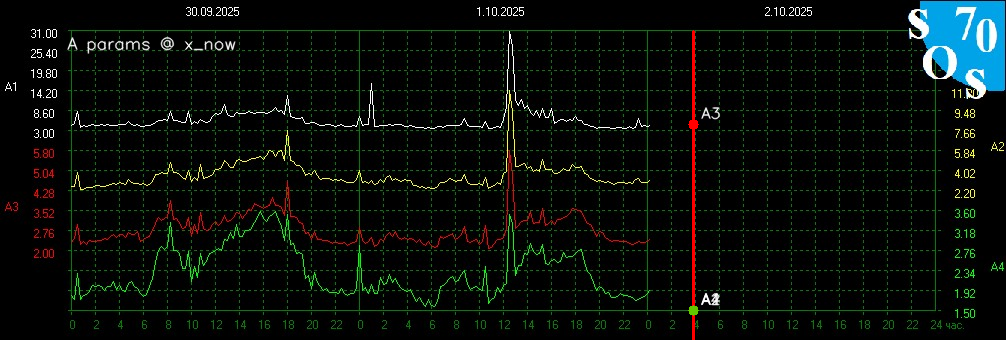 30.09.2025 1.10.2025 2.10.2025
A params @ x_now
SOS 70
A1
31.00
25.40
19.80
14.20
8.60
3.00
A3
5.80
5.04
4.28
3.52
2.76
2.00
A3
A2
9.48
7.66
5.84
4.02
2.20
A4
3.60
3.18
2.76
2.34
1.92
1.50
0 2 4 6 8 10 12 14 16 18 20 22 0 2 4 6 8 10 12 14 16 18 20 22 0 2 4 6 8 10 12 14 16 18 20 22 24 час.